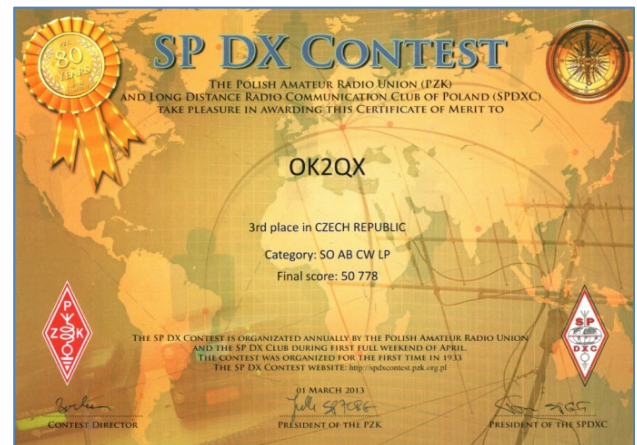 80
YEARS
SP DX CONTEST
THE POLISH AMATEUR RADIO UNION (PZK)
AND LONG DISTANCE RADIO COMMUNICATION CLUB OF POLAND (SPDXC)
TAKE PLEASURE IN AWARDING THIS CERTIFICATE OF MERIT TO
OK2QX
3rd place in CZECH REPUBLIC
Category: SO AB CW LP
Final score: 50 778
P
Z K
SP
DXC
THE SP DX CONTEST IS ORGANIZATED ANNUALLY BY THE POLISH AMATEUR RADIO UNION
AND THE SP DX CLUB DURING FIRST FULL WEEKEND OF APRIL.
THE CONTEST WAS ORGANIZED FOR THE FIRST TIME IN 1933
THE SP DX CONTEST WEBSITE: http://spdxcontest.pzk.org.pl
01 MARCH 2013
CONTEST DIRECTOR
PRESIDENT OF THE PZK
PRESIDENT OF THE SPDXC